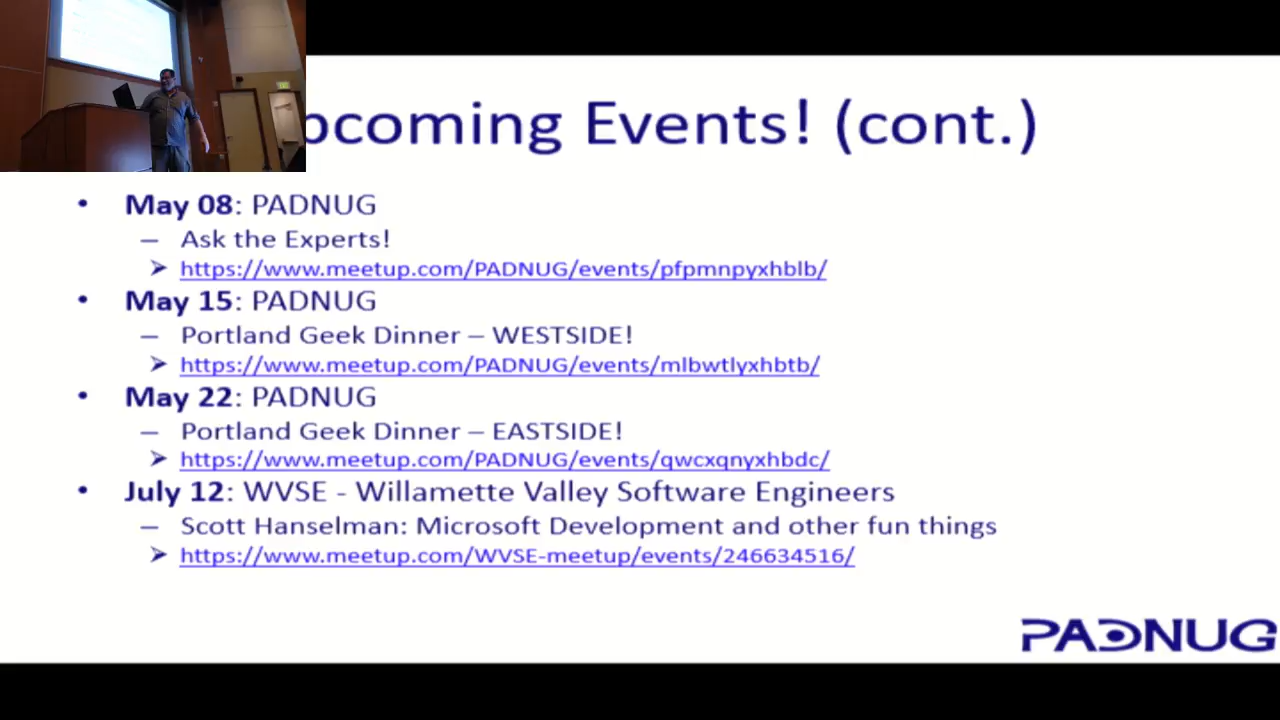 pcoming Events! (cont.)
• May 08: PADNUG
– Ask the Experts!
➢ https://www.meetup.com/PADNUG/events/pfpmnpyxhblb/
• May 15: PADNUG
– Portland Geek Dinner – WESTSIDE!
➢ https://www.meetup.com/PADNUG/events/mlbwtlyxhbtb/
• May 22: PADNUG
– Portland Geek Dinner – EASTSIDE!
➢ https://www.meetup.com/PADNUG/events/qwcxqnyxhbdc/
• July 12: WVSE - Willamette Valley Software Engineers
– Scott Hanselman: Microsoft Development and other fun things
➢ https://www.meetup.com/WVSE-meetup/events/246634516/
PADNUG